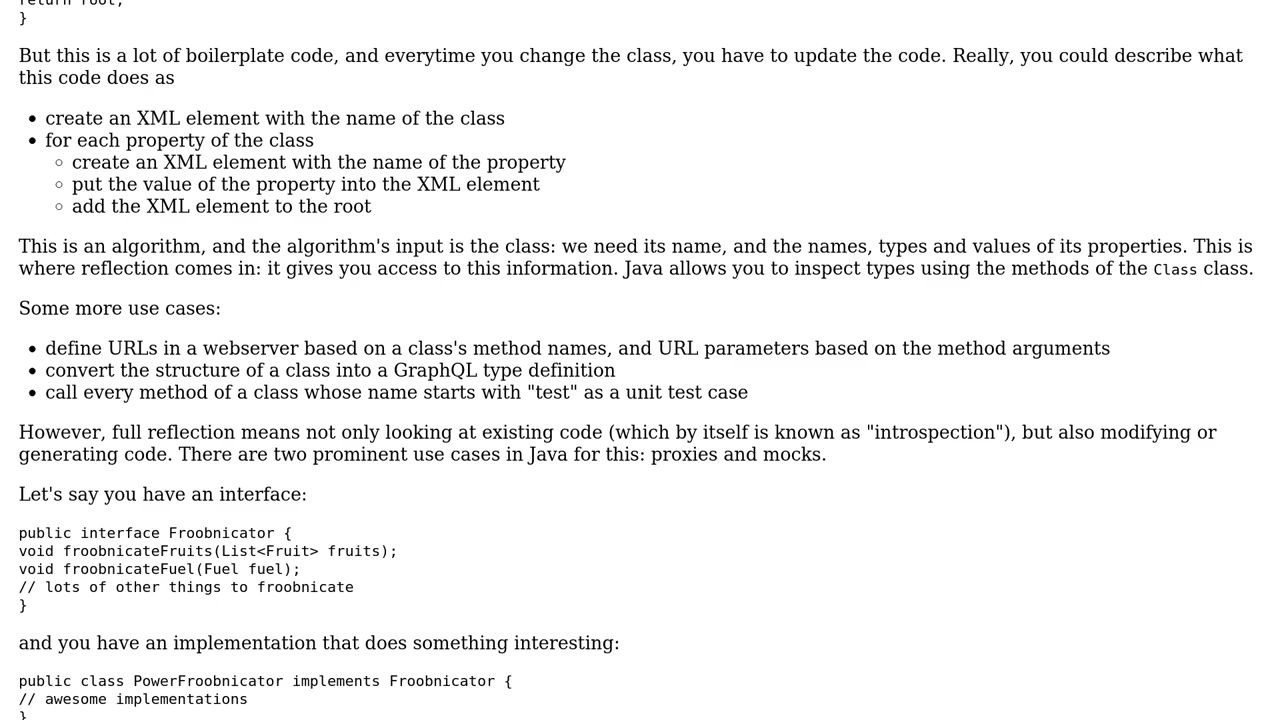 return root;
}
But this is a lot of boilerplate code, and everytime you change the class, you have to update the code. Really, you could describe what
this code does as
create an XML element with the name of the class
for each property of the class
create an XML element with the name of the property
put the value of the property into the XML element
add the XML element to the root
This is an algorithm, and the algorithm's input is the class: we need its name, and the names, types and values of its properties. This is
where reflection comes in: it gives you access to this information. Java allows you to inspect types using the methods of the Class class.
Some more use cases:
define URLs in a webserver based on a class's method names, and URL parameters based on the method arguments
convert the structure of a class into a GraphQL type definition
call every method of a class whose name starts with "test" as a unit test case
However, full reflection means not only looking at existing code (which by itself is known as "introspection"), but also modifying or
generating code. There are two prominent use cases in Java for this: proxies and mocks.
Let's say you have an interface:
public interface Froobnicator {
void froobnicateFruits(List<Fruit> fruits);
void froobnicateFuel(Fuel fuel);
// lots of other things to froobnicate
}
and you have an implementation that does something interesting:
public class PowerFroobnicator implements Froobnicator {
// awesome implementations
}